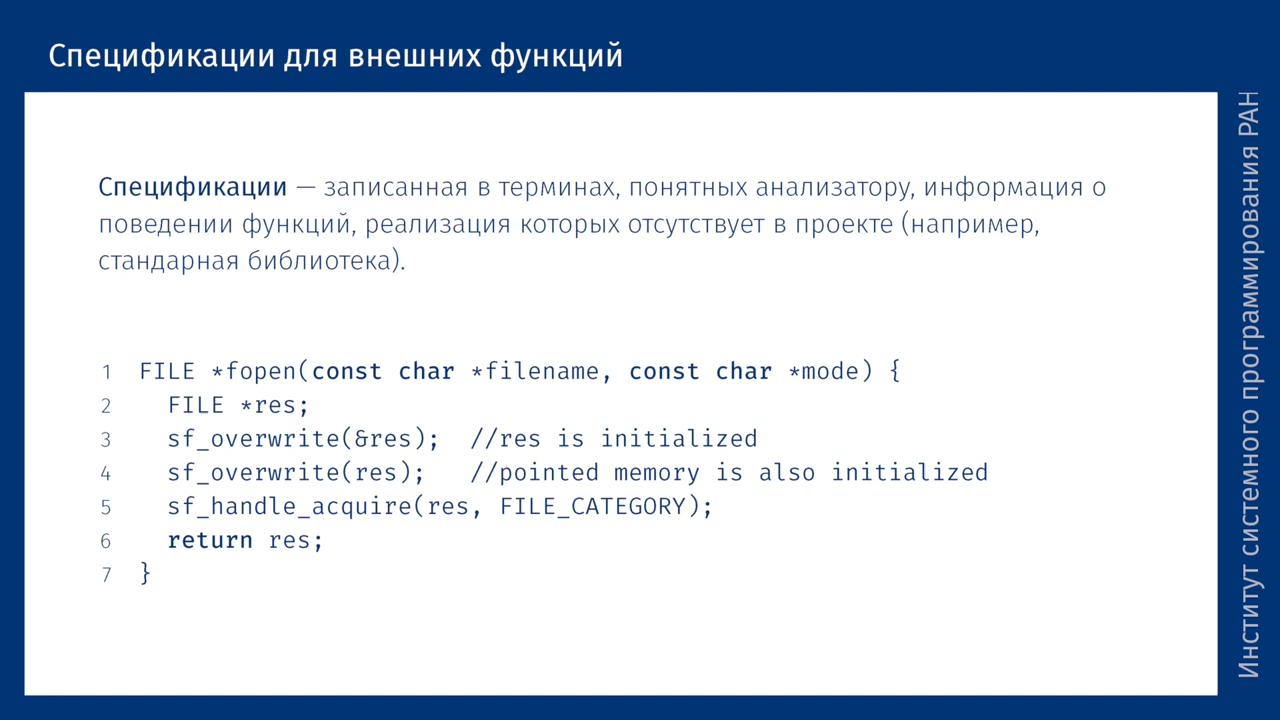 Спецификации для внешних функций
Спецификации — записанная в терминах, понятных анализатору, информация о
поведении функций, реализация которых отсутствует в проекте (например,
стандарная библиотека).
1 FILE *fopen(const char *filename, const char *mode) {
2 FILE *res;
3 sf_overwrite(&res); //res is initialized
4 sf_overwrite(res); //pointed memory is also initialized
5 sf_handle_acquire(res, FILE_CATEGORY);
6 return res;
7 }
Институт системного программирования РАН